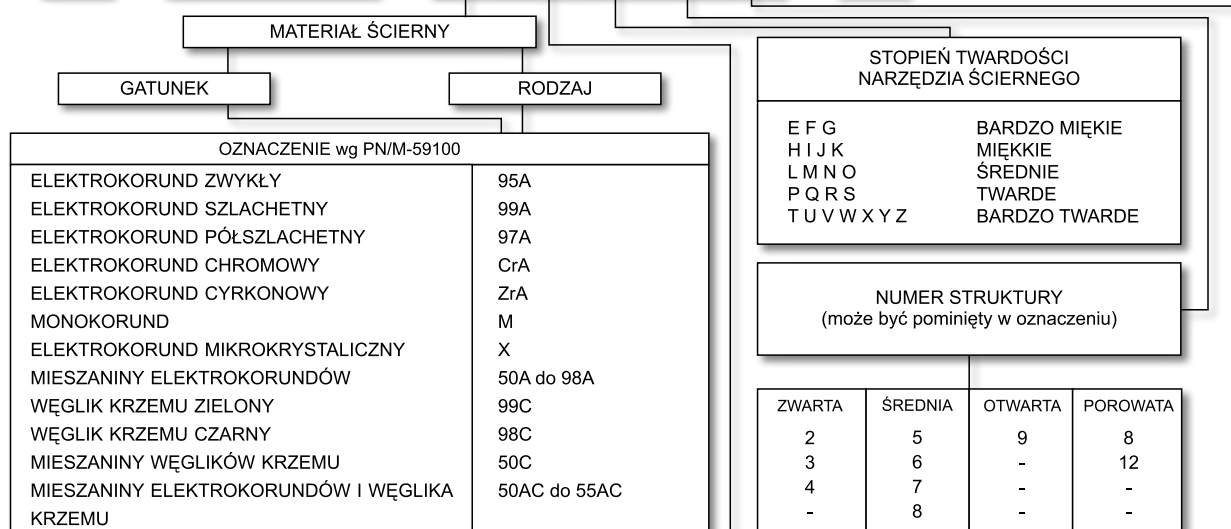 MATERIAŁ ŚCIERNY
GATUNEK
RODZAJ
OZNACZENIE wg PN/M-59100
ELEKTROKORUND ZWYKŁY 95A
ELEKTROKORUND SZLACHETNY 99A
ELEKTROKORUND PÓŁSZLACHETNY 97A
ELEKTROKORUND CHROMOWY CrA
ELEKTROKORUND CYRKONOWY ZrA
MONOKORUND M
ELEKTROKORUND MIKROKRYSTALICZNY X
MIESZANINY ELEKTROKORUNDÓW 50A do 98A
WĘGLIK KRZEMU ZIELONY 99C
WĘGLIK KRZEMU CZARNY 98C
MIESZANINY WĘGLIKÓW KRZEMU 50C
MIESZANINY ELEKTROKORUNDÓW I WĘGLIKA 50AC do 55AC
KRZEMU
STOPIEŃ TWARDOŚCI
NARZĘDZIA ŚCIERNEGO
E F G BARDZO MIĘKIE
H I J K MIĘKKIE
L M N O ŚREDNIE
P Q R S TWARDE
T U V W X Y Z BARDZO TWARDE
NUMER STRUKTURY
(może być pominięty w oznaczeniu)
ZWARTA ŚREDNIA OTWARTA POROWATA
2 5 9 8
3 6 - 12
4 7 - -
- 8 - -